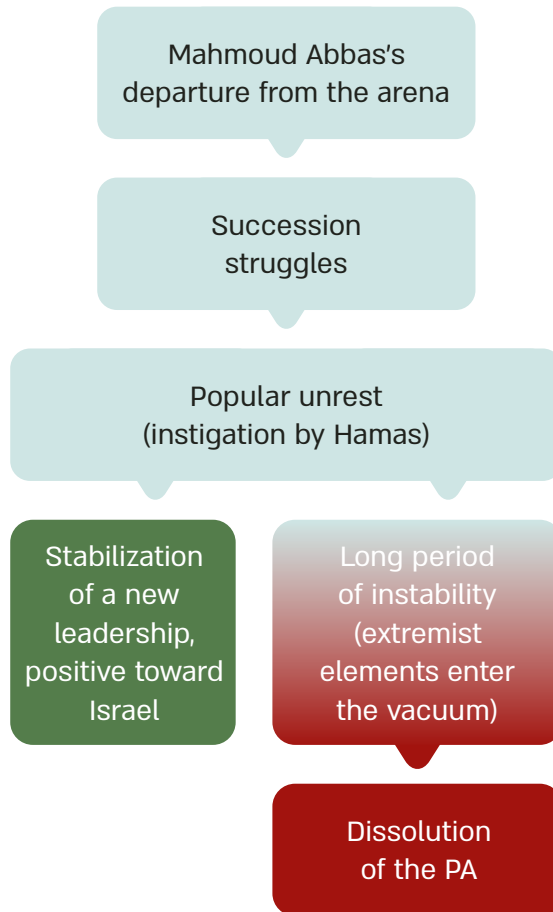 Mahmoud Abbas's
departure from the arena
Succession
struggles
Popular unrest
(instigation by Hamas)
Stabilization
of a new
leadership,
positive toward
Israel
Long period
of instability
(extremist
elements enter
the vacuum)
Dissolution
of the PA